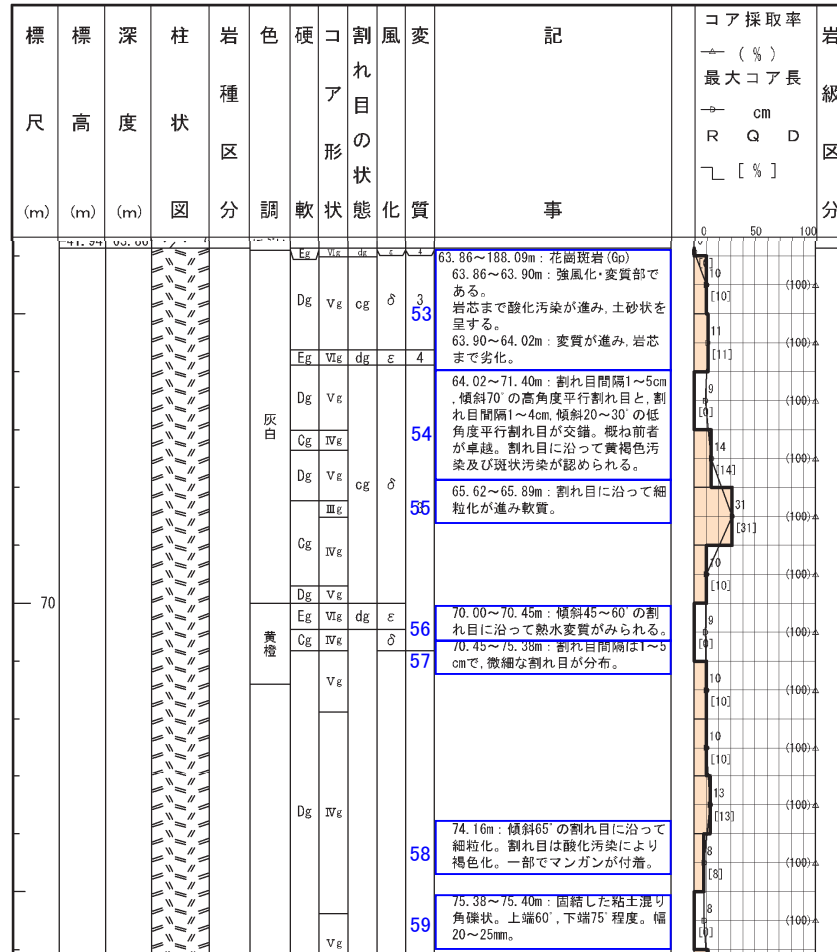 標尺(m)
標高(m)
深度(m)
柱状図
岩種区分
色調
硬軟
コア形状
割れ目の状態
風化
変質
記事
コア採取率
(%)
最大コア長
cm
R Q D
[%]
岩級区分
0 50 100
Eg Ⅵg dg ε 4
63.86～188.09m:花崗斑岩(Gp)
63.86～63.90m:強風化・変質部で
ある。
岩芯まで酸化汚染が進み,土砂状を
呈する。
63.90～64.02m:変質が進み,岩芯
まで劣化。
Dg Ⅴg cg δ 3
53
10
[10]
(100)
11
[11]
(100)
Eg Ⅵg dg ε 4
64.02～71.40m:割れ目間隔1～5cm
,傾斜70°の高角度平行割れ目と,割
れ目間隔1～4cm,傾斜20～30°の低
角度平行割れ目が交錯。概ね前者
が卓越。割れ目に沿って黄褐色汚
染及び斑状汚染が認められる。
54
灰白
Dg Ⅴg
Cg Ⅳg
Dg Ⅴg
cg δ
9
[0]
(100)
14
[14]
(100)
65.62～65.89m:割れ目に沿って細
粒化が進み軟質。
55
Ⅲg
Cg
Ⅳg
31
[31]
(100)
Dg Ⅴg
10
[10]
(100)
70
黄橙
Eg Ⅵg dg ε
Cg Ⅳg δ
70.00～70.45m:傾斜45～60°の割
れ目に沿って熱水変質がみられる。
56
9
[0]
(100)
70.45～75.38m:割れ目間隔は1～5
cmで,微細な割れ目が分布。
57
Ⅴg
10
[10]
(100)
10
[10]
(100)
Dg Ⅳg
13
[13]
(100)
74.16m:傾斜65°の割れ目に沿って
細粒化。割れ目は酸化汚染により
褐色化。一部でマンガンが付着。
58
8
[8]
(100)
75.38～75.40m:固結した粘土混り
角礫状。上端60°,下端75°程度。幅
20～25mm。
59
Ⅴg
8
[0]
(100)